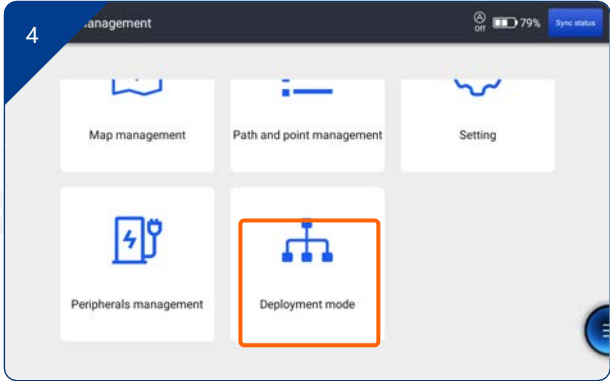 4
anagement
Off
79%
Sync status
Map management
Path and point management
Setting
Peripherals management
Deployment mode